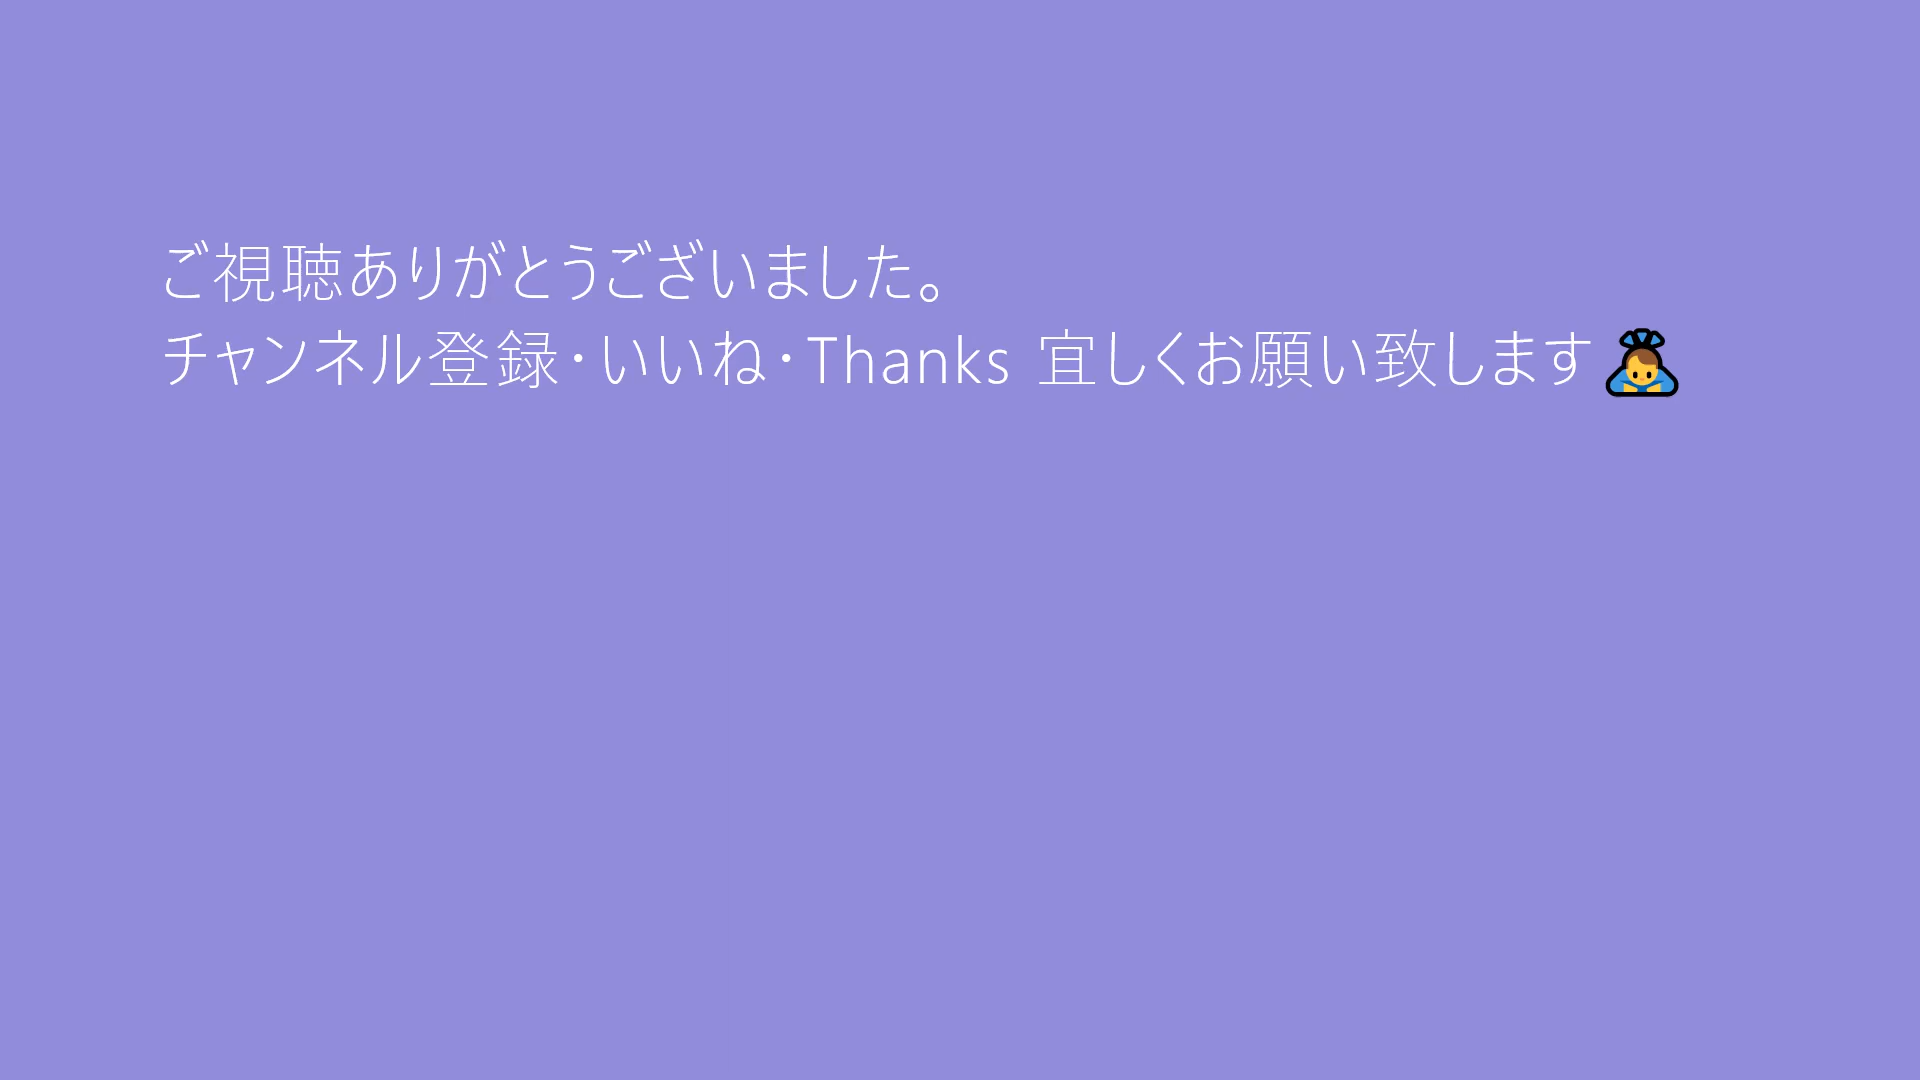 ご視聴ありがとうございました。
チャンネル登録・いいね・Thanks 宜しくお願い致します🙇